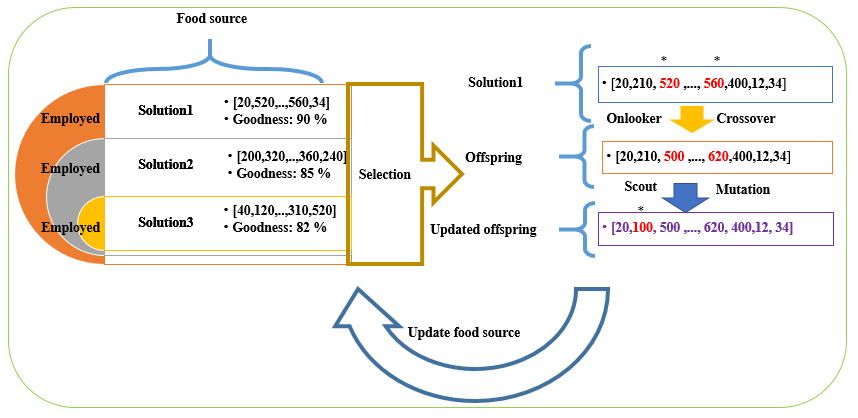 Food source
Employed
Solution1
• [20,520,..,560,34]
• Goodness: 90 %
Employed
Solution2
• [200,320,..,360,240]
• Goodness: 85 %
Employed
Solution3
• [40,120,..,310,520]
• Goodness: 82 %
Selection
Solution1
* *
• [20,210, 520 ,..., 560,400,12,34]
Onlooker Crossover
Offspring
• [20,210, 500 ,..., 620,400,12,34]
Scout Mutation
*
Updated offspring
• [20,100, 500 ,..., 620, 400,12, 34]
Update food source